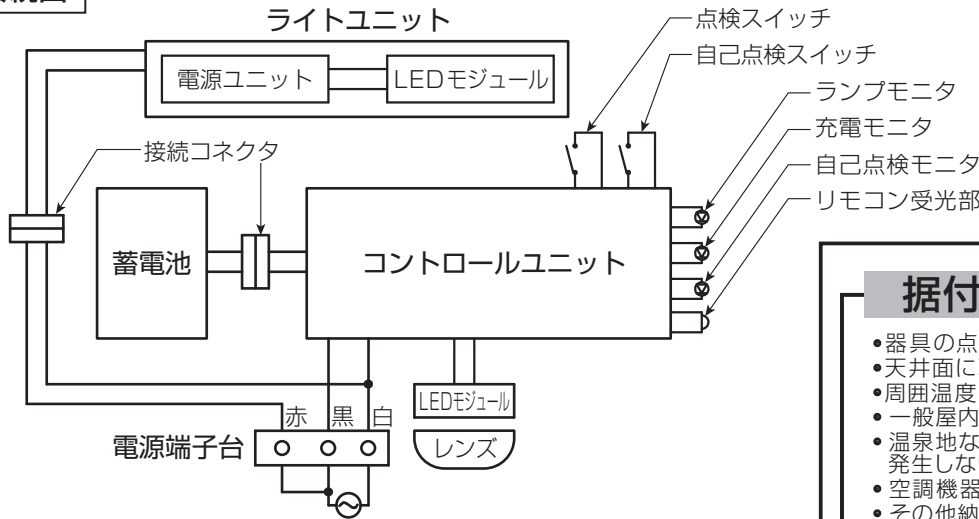 ライトユニット
電源ユニット
LEDモジュール
点検スイッチ
自己点検スイッチ
ランプモニタ
充電モニタ
自己点検モニタ
リモコン受光部
接続コネクタ
蓄電池
コントロールユニット
赤 黒 白
電源端子台
LEDモジュール
レンズ
据付
•器具の点
•天井面に
•周囲温度
•一般屋内
•温泉地な
発生しな
•空調機器
•その他納